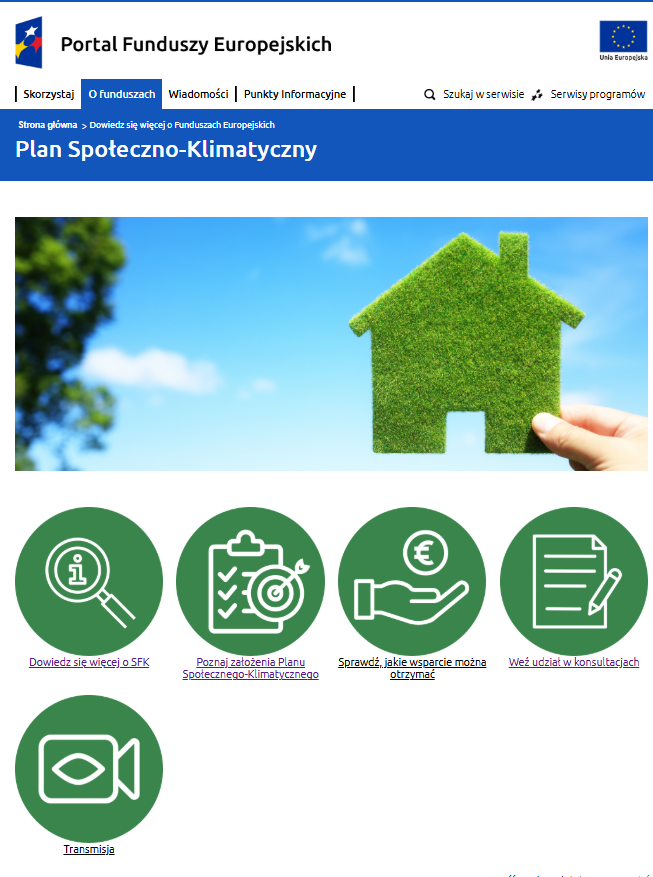 Portal Funduszy Europejskich
Unia Europejska
Skorzystaj O funduszach Wiadomości Punkty Informacyjne Szukaj w serwisie Serwisy programów
Strona główna > Dowiedz się więcej o Funduszach Europejskich
Plan Społeczno-Klimatyczny
Dowiedz się więcej o SFK
Poznaj założenia Planu
Społecznego-Klimatycznego
Sprawdź, jakie wsparcie można
otrzymać
Weź udział w konsultacjach
Transmisja